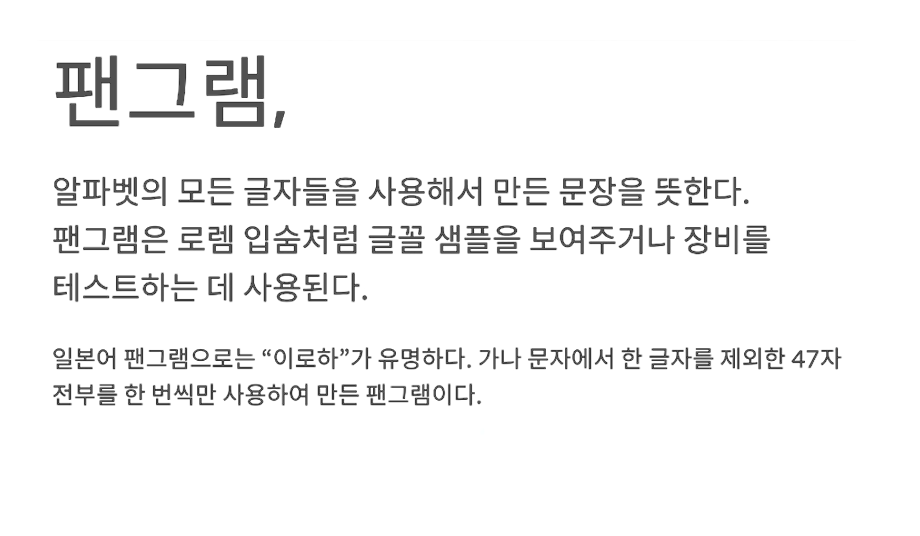 팬그램,
알파벳의 모든 글자들을 사용해서 만든 문장을 뜻한다.
팬그램은 로렘 입숨처럼 글꼴 샘플을 보여주거나 장비를
테스트하는 데 사용된다.
일본어 팬그램으로는 “이로하”가 유명하다. 가나 문자에서 한 글자를 제외한 47자
전부를 한 번씩만 사용하여 만든 팬그램이다.